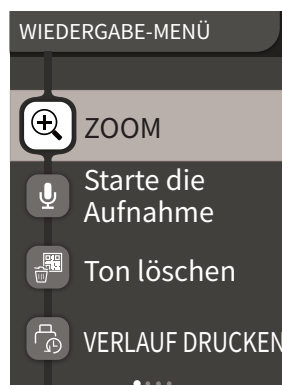 WIEDERGABE-MENÜ
ZOOM
Starte die
Aufnahme
Ton löschen
VERLAUF DRUCKEN